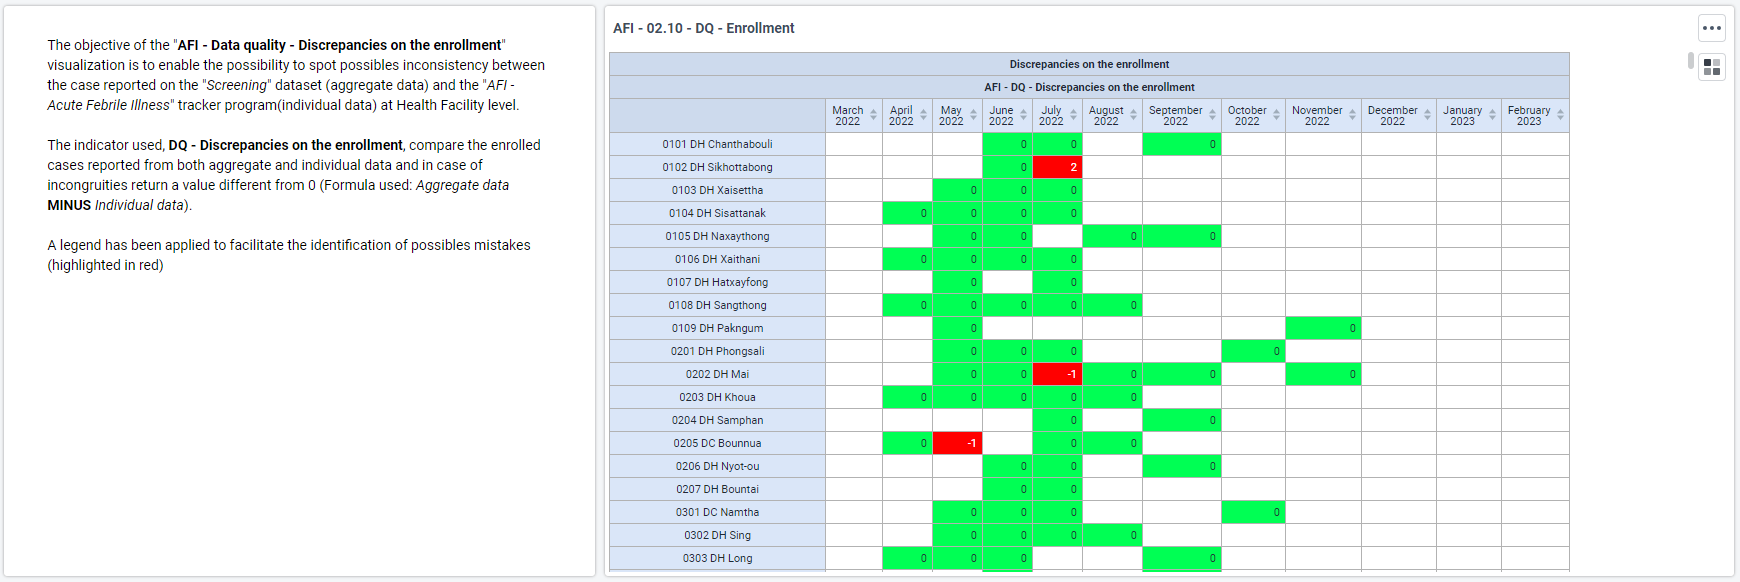 The objective of the "AFI - Data quality - Discrepancies on the enrollment"
visualization is to enable the possibility to spot possibles inconsistency between
the case reported on the "Screening" dataset (aggregate data) and the "AFI -
Acute Febrile Illness" tracker program(individual data) at Health Facility level.
The indicator used, DQ - Discrepancies on the enrollment, compare the enrolled
cases reported from both aggregate and individual data and in case of
incongruities return a value different from 0 (Formula used: Aggregate data
MINUS Individual data).
A legend has been applied to facilitate the identification of possibles mistakes
(highlighted in red)
AFI - 02.10 - DQ - Enrollment
Discrepancies on the enrollment
AFI - DQ - Discrepancies on the enrollment
March 2022 April 2022 May 2022 June 2022 July 2022 August 2022 September 2022 October 2022 November 2022 December 2022 January 2023 February 2023
0101 DH Chanthabouli 0 0 0
0102 DH Sikhottabong 0 2
0103 DH Xaisettha 0 0 0
0104 DH Sisattanak 0 0 0 0
0105 DH Naxaythong 0 0 0 0
0106 DH Xaithani 0 0 0 0
0107 DH Hatxayfong 0 0
0108 DH Sangthong 0 0 0 0 0
0109 DH Pakngum 0 0
0201 DH Phongsali 0 0 0 0
0202 DH Mai 0 0 -1 0 0 0
0203 DH Khoua 0 0 0 0 0
0204 DH Samphan 0 0
0205 DC Bounnua 0 -1 0 0
0206 DH Nyot-ou 0 0 0
0207 DH Bountai 0 0
0301 DC Namtha 0 0 0 0
0302 DH Sing 0 0 0 0
0303 DH Long 0 0 0 0